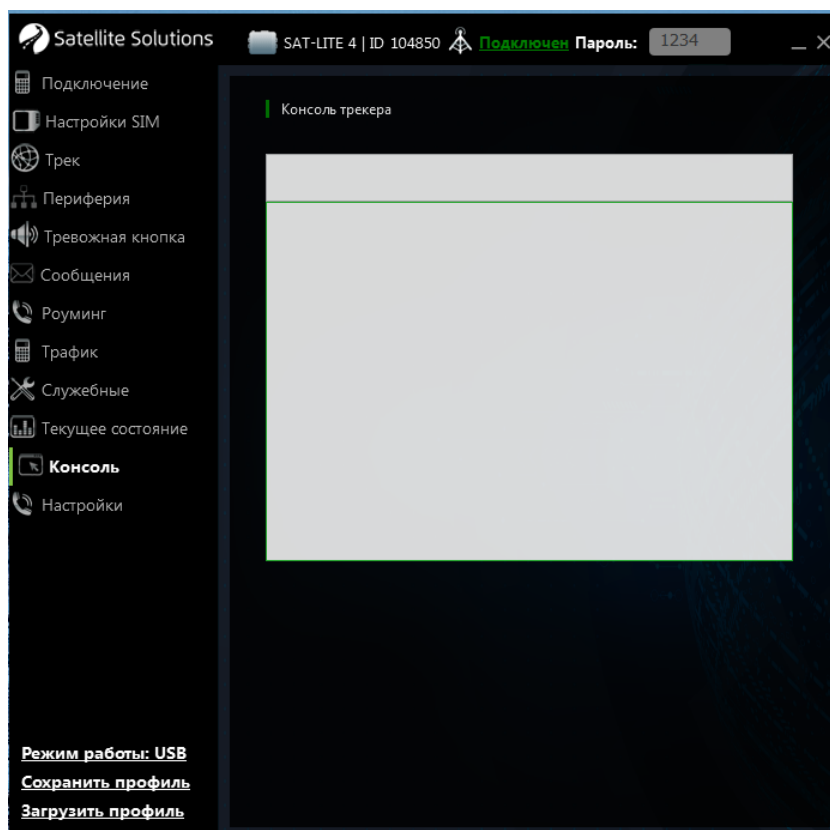 Satellite Solutions
SAT-LITE 4 | ID 104850 Подключен Пароль: 1234
Подключение
Настройки SIM
Трек
Периферия
Тревожная кнопка
Сообщения
Роуминг
Трафик
Служебные
Текущее состояние
Консоль
Настройки
Режим работы: USB
Сохранить профиль
Загрузить профиль
Консоль трекера